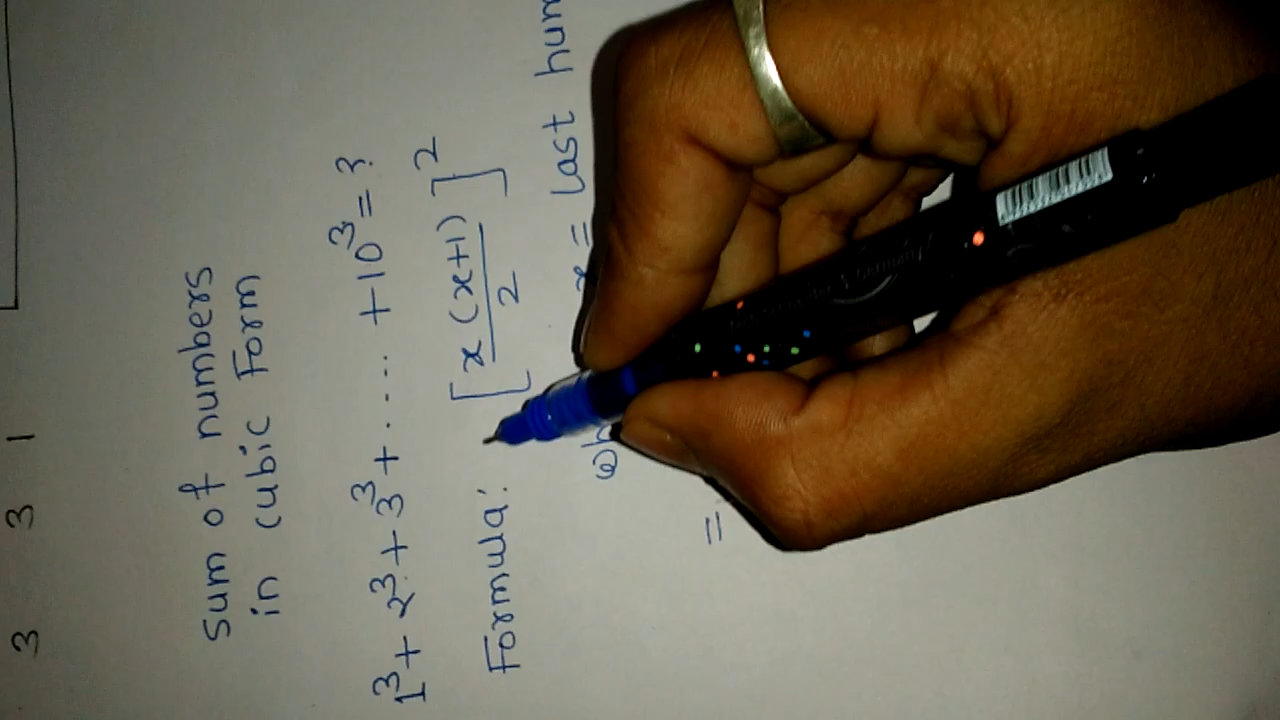 3 3 1
Sum of numbers
in cubic Form
1³ + 2³ + 3³ + ..... + 10³ = ?
Formula: [x(x+1)/2]²
x = last
=